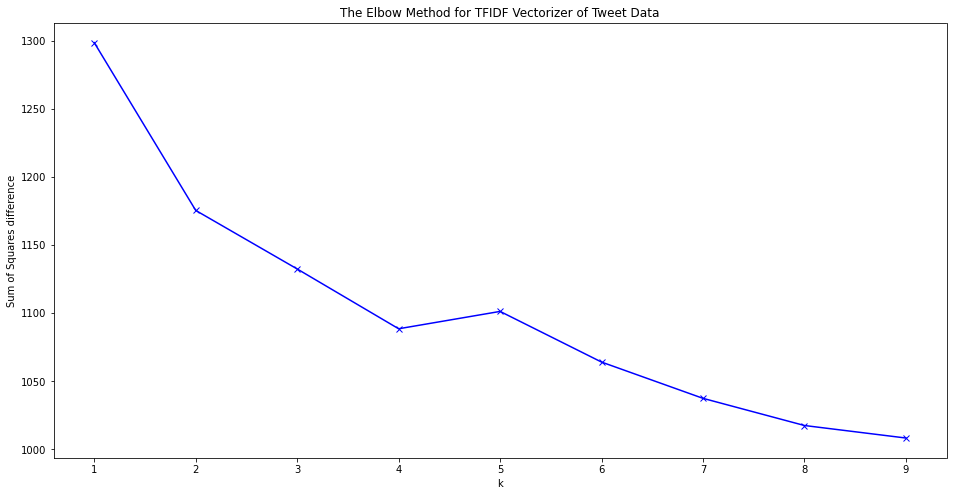 The Elbow Method for TFIDF Vectorizer of Tweet Data
1300
1250
1200
1150
1100
1050
1000
Sum of Squares difference
1 2 3 4 5 6 7 8 9
k